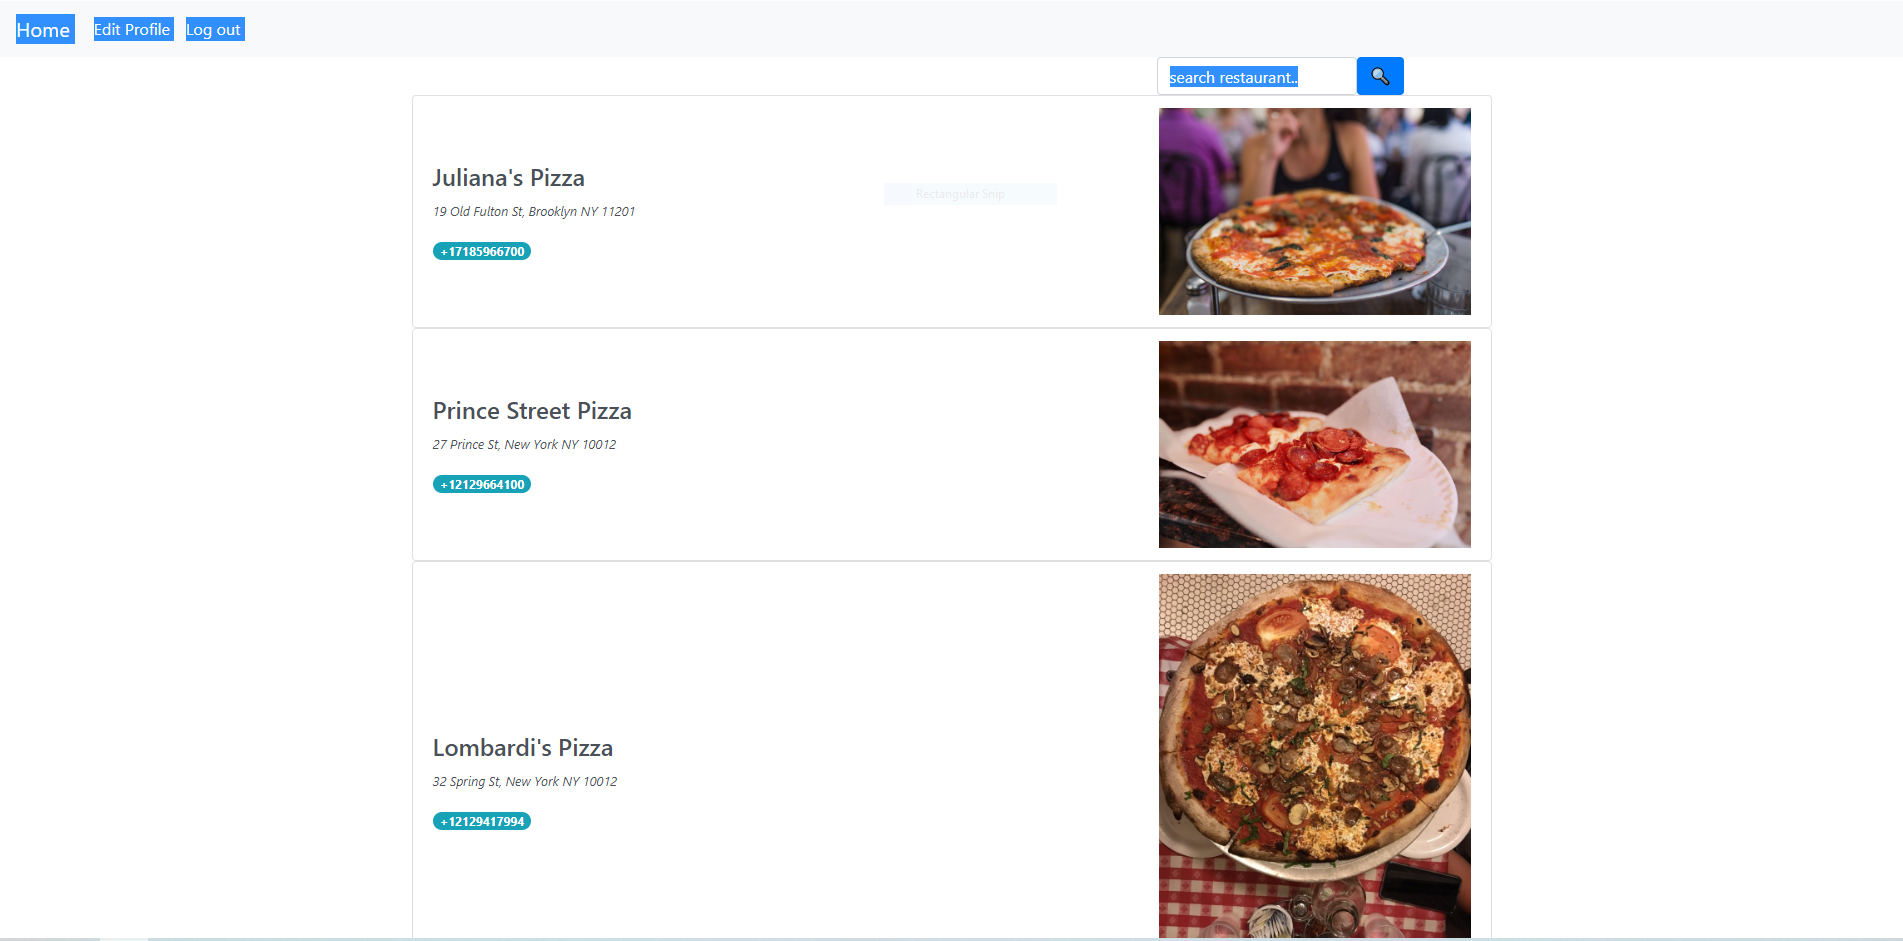 Home Edit Profile Log out
search restaurant..
Juliana's Pizza
19 Old Fulton St, Brooklyn NY 11201
Rectangular Snip
+17185966700
Prince Street Pizza
27 Prince St, New York NY 10012
+12129664100
Lombardi's Pizza
32 Spring St, New York NY 10012
+12129417994